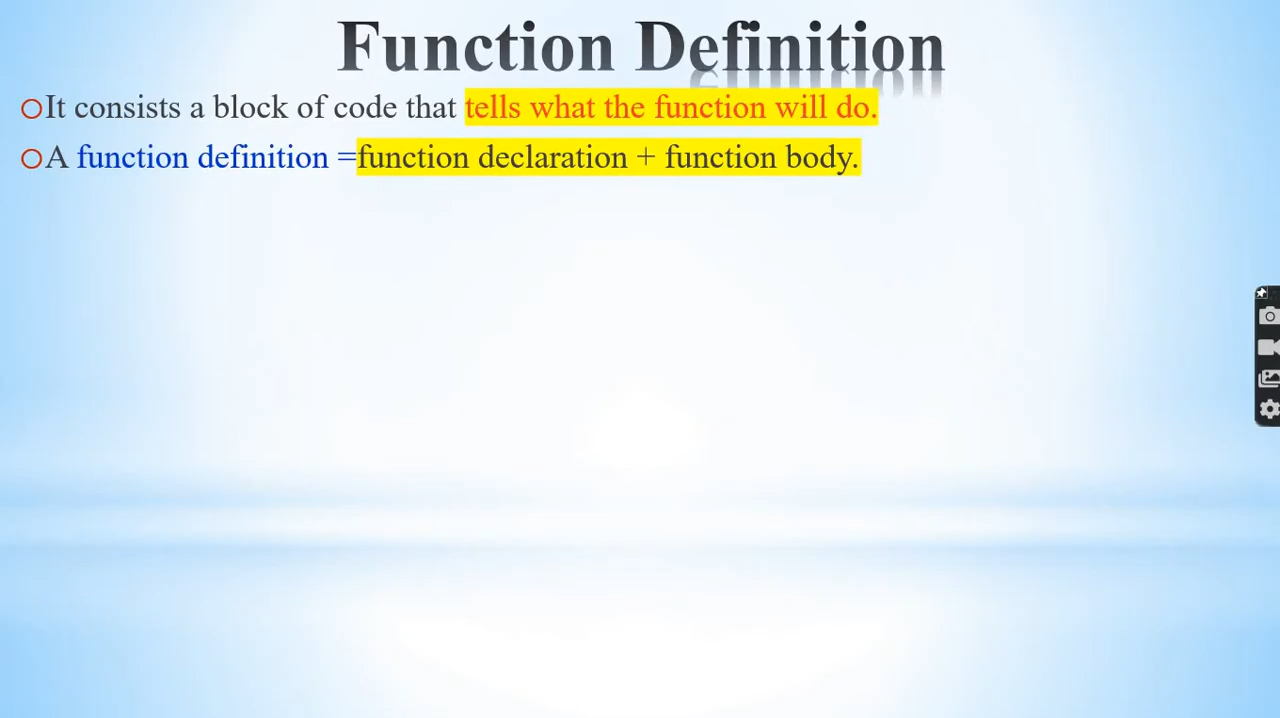 Function Definition
It consists a block of code that tells what the function will do.
A function definition =function declaration + function body.